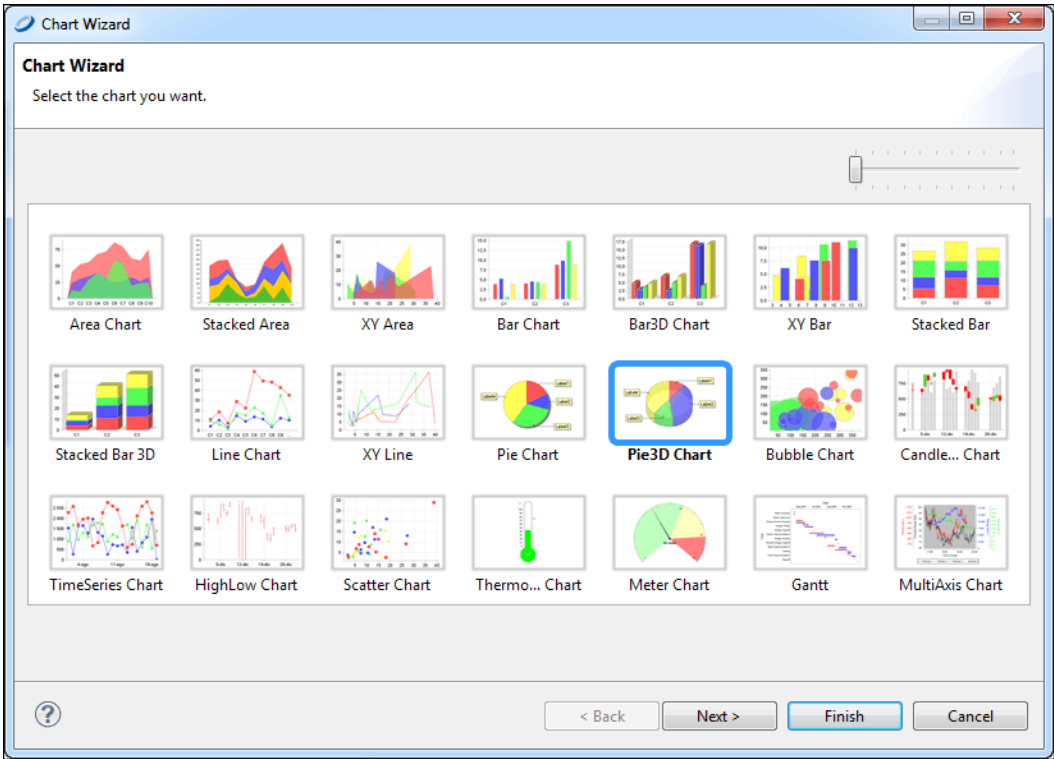 Chart Wizard
Chart Wizard
Select the chart you want.
Area Chart Stacked Area XY Area Bar Chart Bar3D Chart XY Bar Stacked Bar
Stacked Bar 3D Line Chart XY Line Pie Chart Pie3D Chart Bubble Chart Candle... Chart
TimeSeries Chart HighLow Chart Scatter Chart Thermo... Chart Meter Chart Gantt MultiAxis Chart
? < Back Next > Finish Cancel